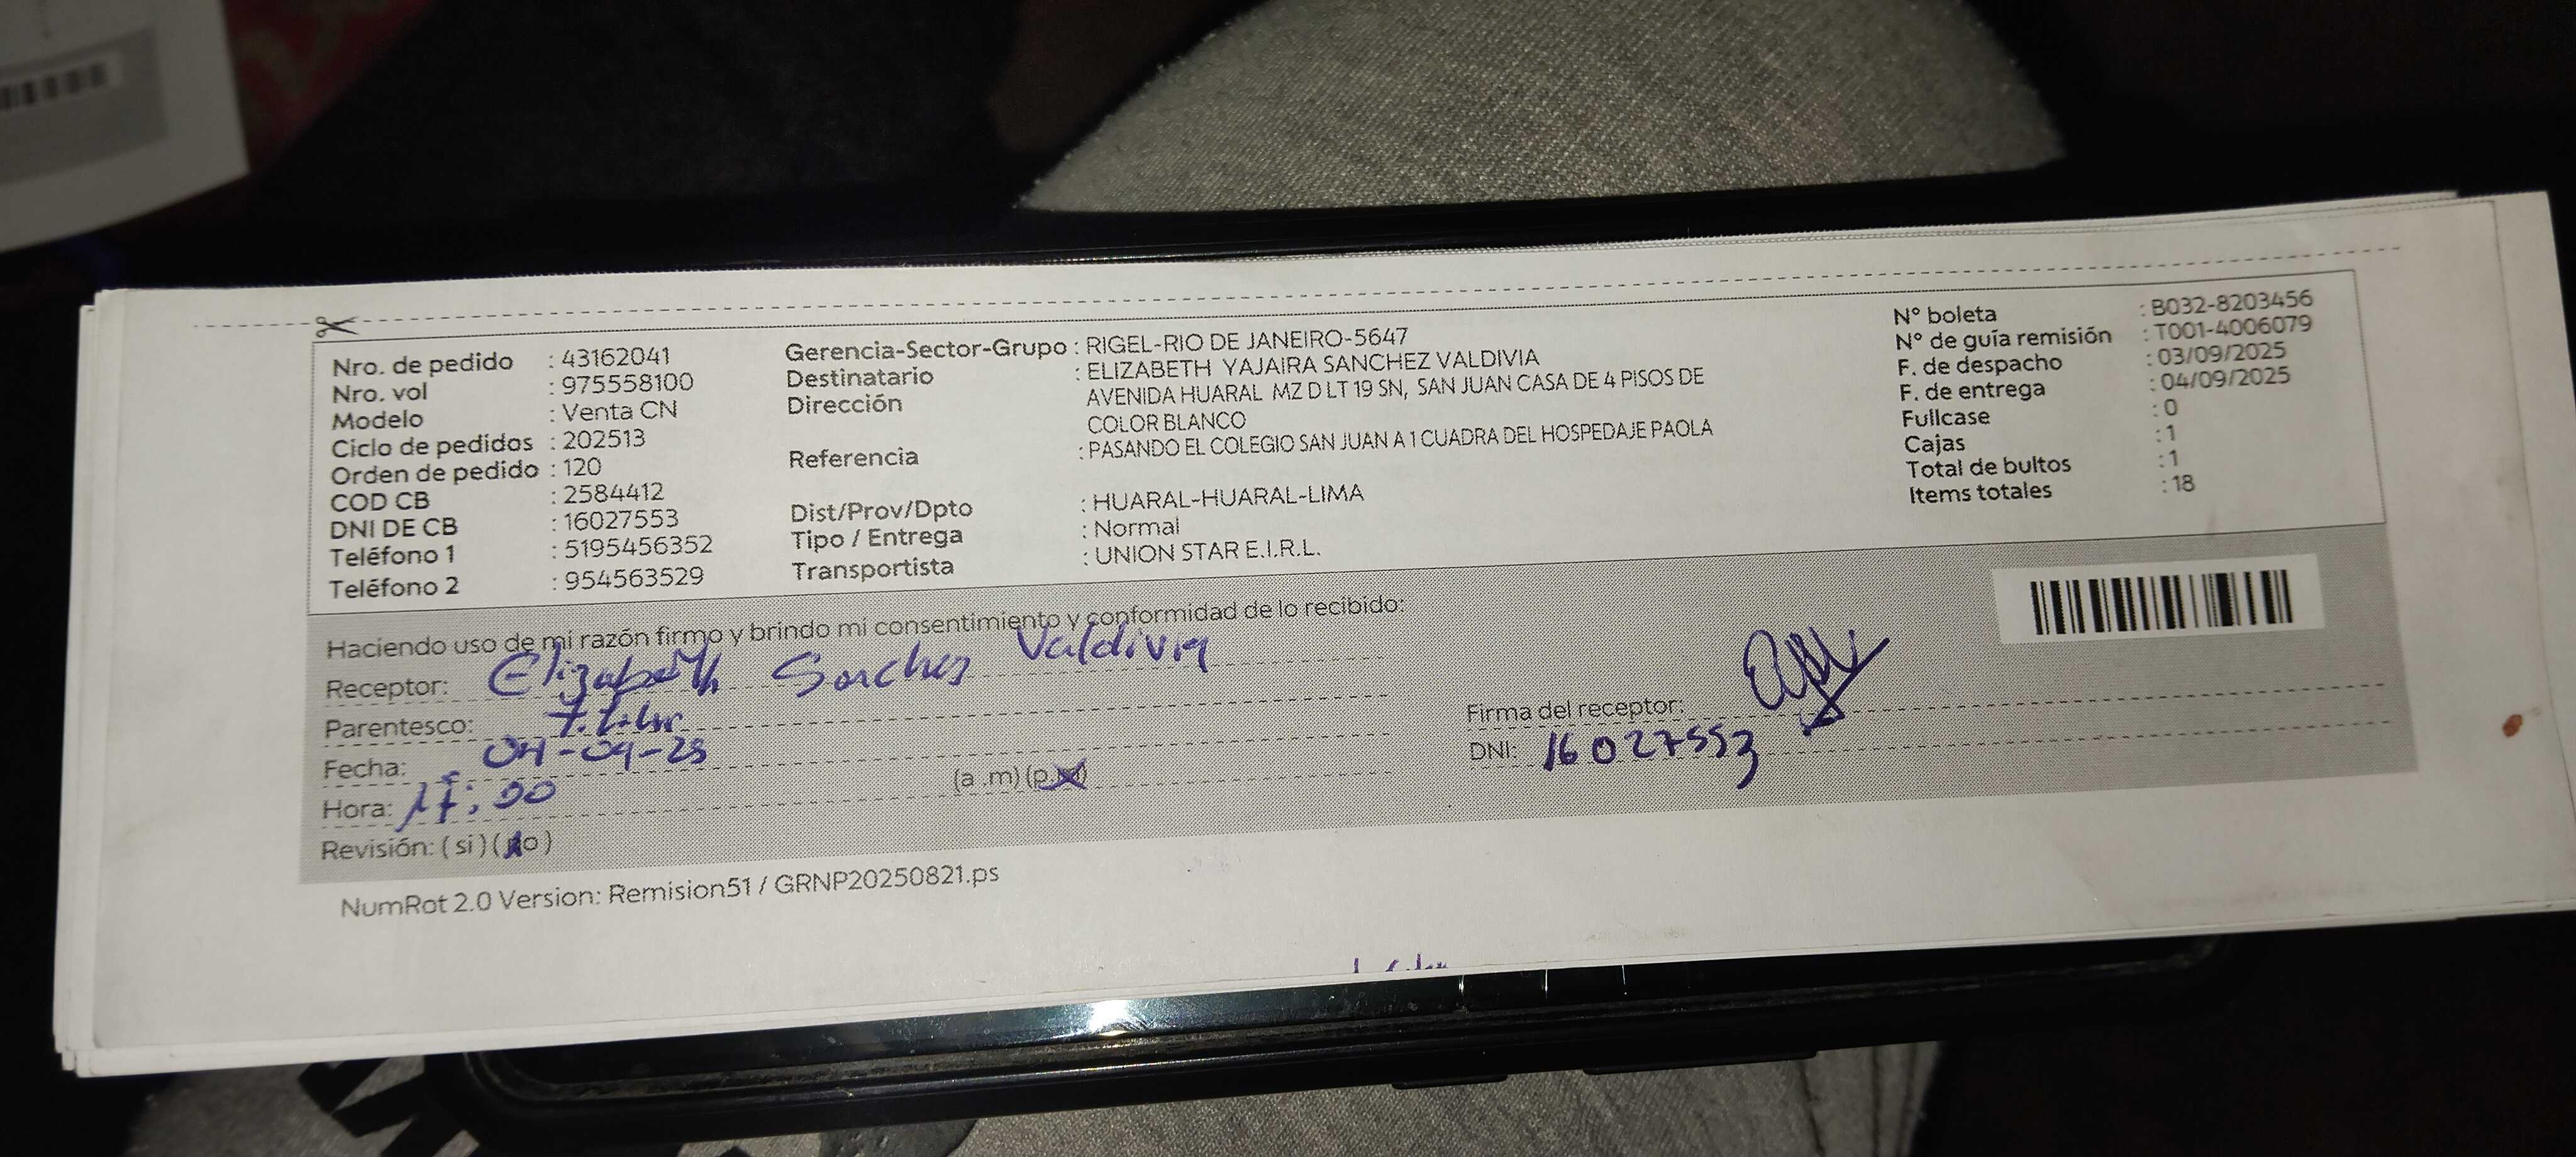 Nro. de pedido : 43162041
Nro. vol : 975558100
Modelo : Venta CN
Ciclo de pedidos : 202513
Orden de pedido : 120
COD CB : 2584412
DNI DE CB : 16027553
Teléfono 1 : 5195456352
Teléfono 2 : 954563529
Gerencia-Sector-Grupo : RIGEL-RIO DE JANEIRO-5647
Destinatario : ELIZABETH YAJAIRA SANCHEZ VALDIVIA
Dirección AVENIDA HUARAL MZ D LT 19 SN, SAN JUAN CASA DE 4 PISOS DE
COLOR BLANCO
Referencia : PASANDO EL COLEGIO SAN JUAN A 1 CUADRA DEL HOSPEDAJE PAOLA
Dist/Prov/Dpto : HUARAL-HUARAL-LIMA
Tipo / Entrega : Normal
Transportista : UNION STAR E.I.R.L.
N° boleta : B032-8203456
N° de guía remisión : T001-4006079
F. de despacho : 03/09/2025
F. de entrega : 04/09/2025
Fullcase : 0
Cajas : 1
Total de bultos : 1
Items totales : 18
Haciendo uso de mi razón firmo y brindo mi consentimiento y conformidad de lo recibido:
Receptor: Elizabeth Sanchez Valdivia
Parentesco:
Fecha: 04-09-25
Hora: (a .m) (p.m)
Revisión: ( si ) ( no )
Firma del receptor:
DNI: 16027553
NumRot 2.0 Version: Remision51 / GRNP20250821.ps